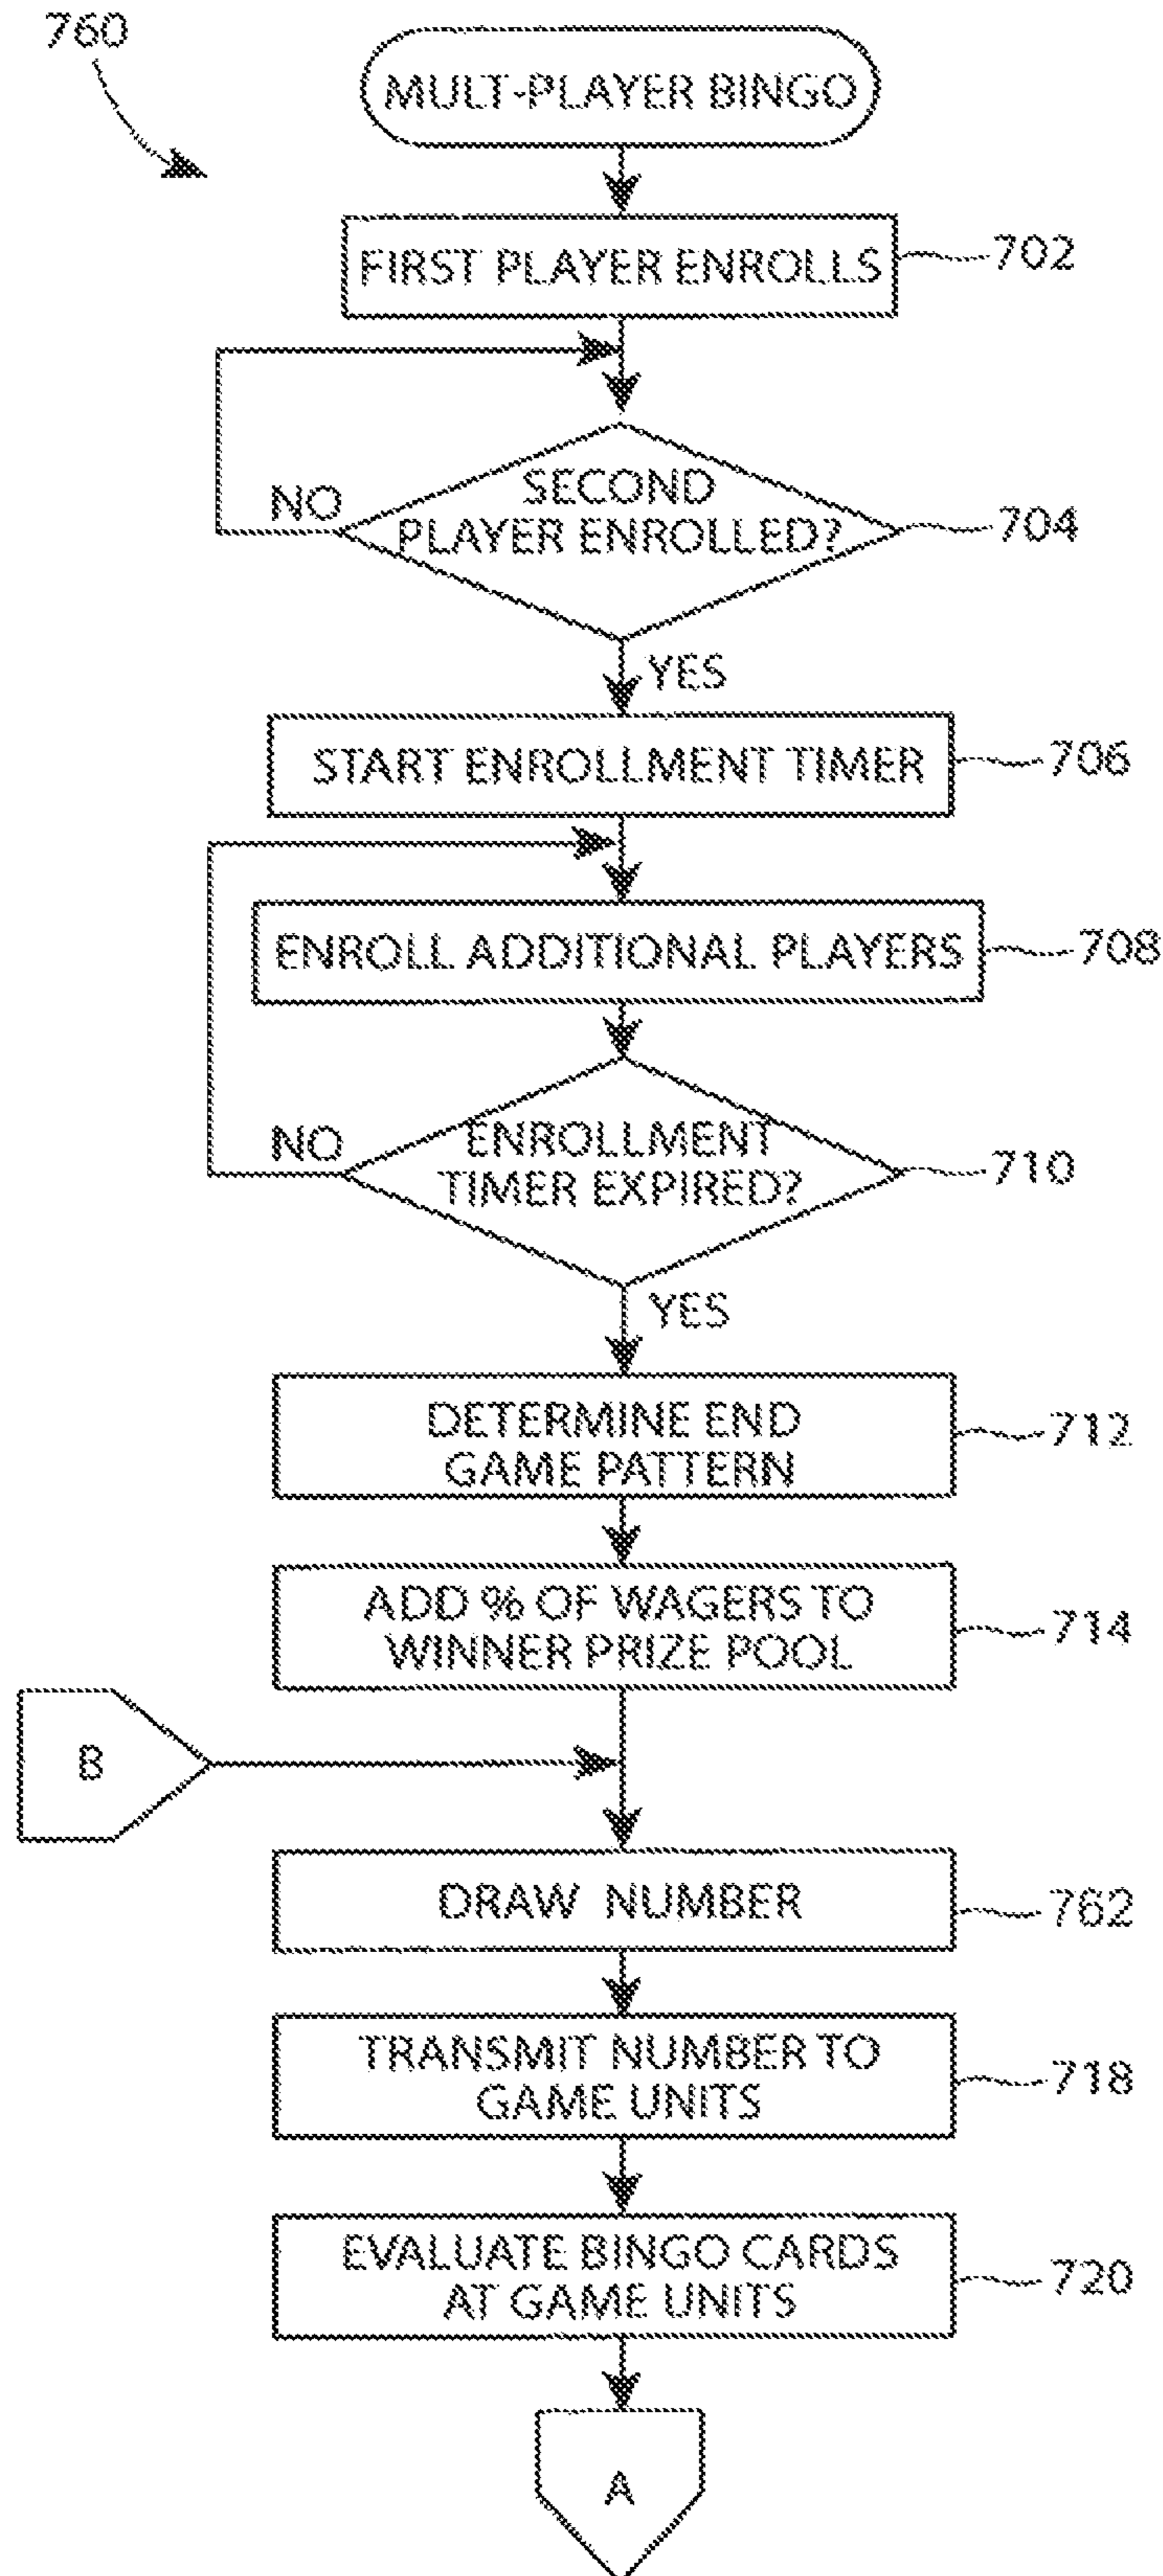 760
MULT-PLAYER BINGO
FIRST PLAYER ENROLLS
702
SECOND
PLAYER ENROLLED?
NO
704
YES
START ENROLLMENT TIMER
706
ENROLL ADDITIONAL PLAYERS
708
ENROLLMENT
TIMER EXPIRED?
NO
710
YES
DETERMINE END
GAME PATTERN
712
ADD % OF WAGERS TO
WINNER PRIZE POOL
714
B
DRAW NUMBER
762
TRANSMIT NUMBER TO
GAME UNITS
718
EVALUATE BINGO CARDS
AT GAME UNITS
720
A